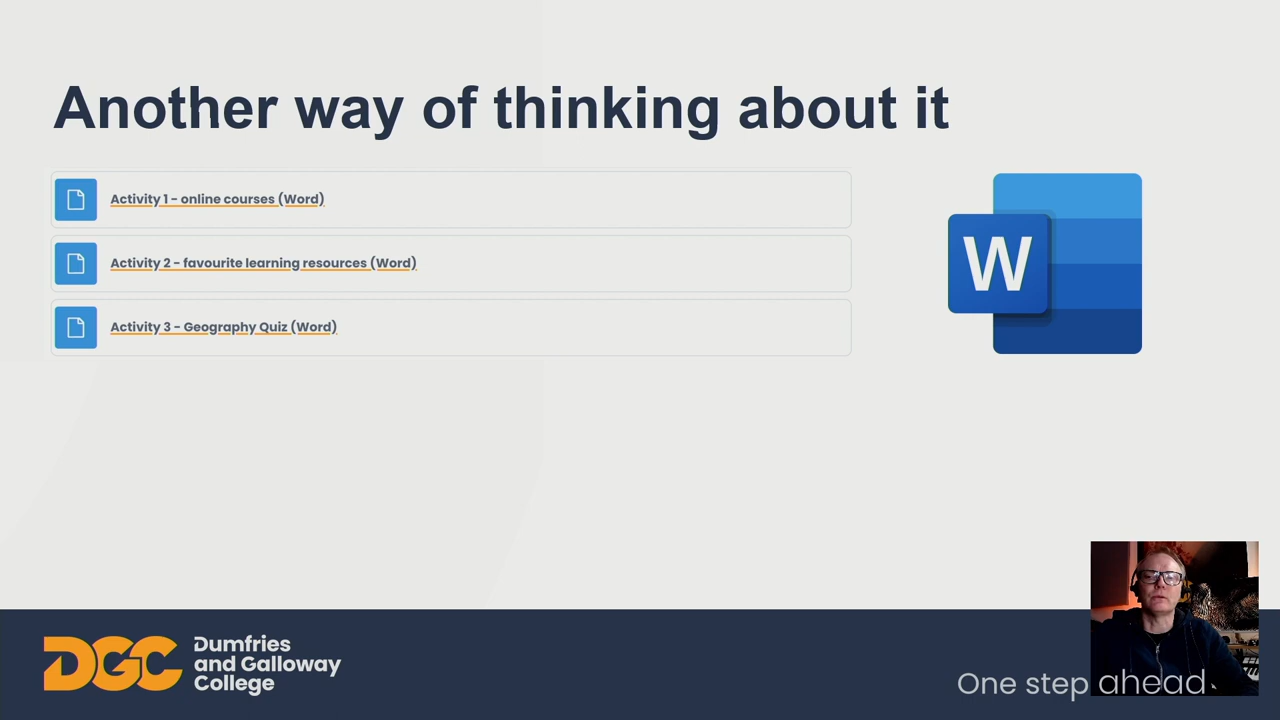 Another way of thinking about it
Activity 1 - online courses (Word)
Activity 2 - favourite learning resources (Word)
Activity 3 - Geography Quiz (Word)
W
DGC
Dumfries
and Galloway
College
One step ahead